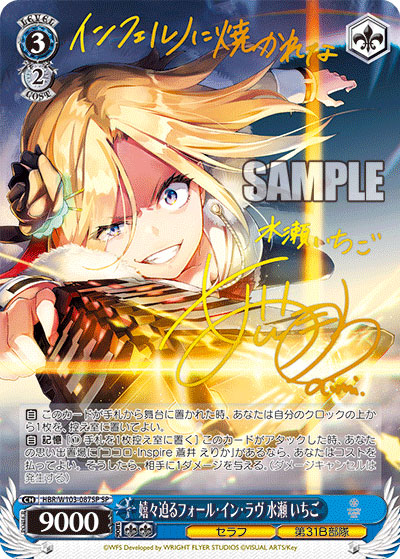 LEVEL
3
2
COST
インフェルノに焼かれてな
SAMPLE
水瀬いちご
自 このカードが手札から舞台に置かれた時、あなたは自分のクロックの上か
ら1枚を、控え室に置いてよい。
自 記憶 [(1) 手札を1枚控え室に置く] このカードがアタックした時、あなた
の思い出置場に「ココロ・Inspire 蒼井 えりか」があるなら、あなたはコストを
払ってよい。そうしたら、相手に1ダメージを与える。(ダメージキャンセルは
発生する)
CH HBR/W103-087SP SP
嬉々迫るフォール・イン・ラヴ 水瀬 いちご
9000
セラフ
第31B部隊
©WFS Developed by WRIGHT FLYER STUDIOS ©VISUAL ARTS/Key